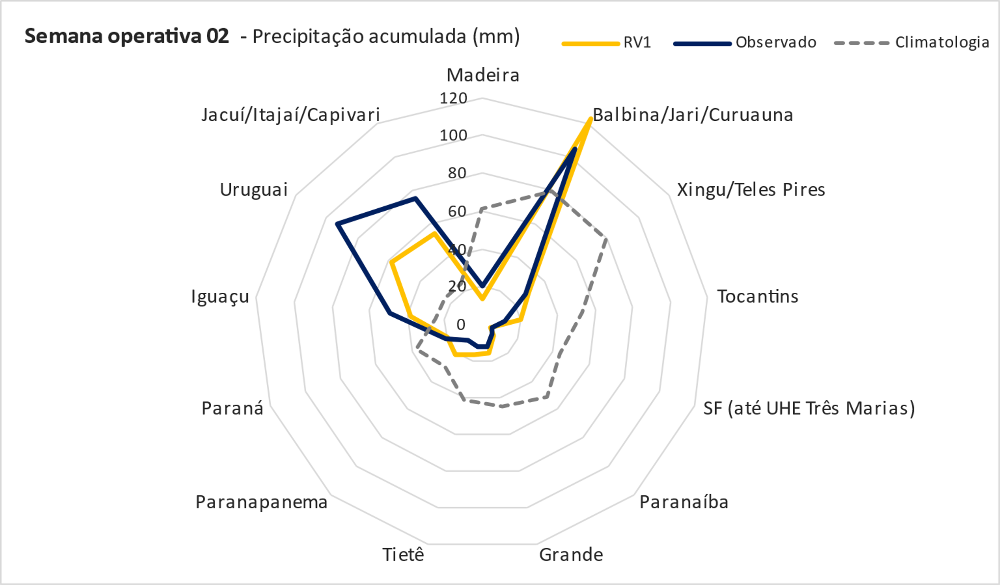 Semana operativa 02 - Precipitação acumulada (mm)
RV1
Observado
Climatologia
Madeira
120
Jacuí/Itajaí/Capivari
Balbina/Jari/Curuauna
100
80
Uruguai
Xingu/Teles Pires
60
40
20
Iguaçu
Tocantins
0
Paraná
SF (até UHE Três Marias)
Paranapanema
Paranaíba
Tietê
Grande